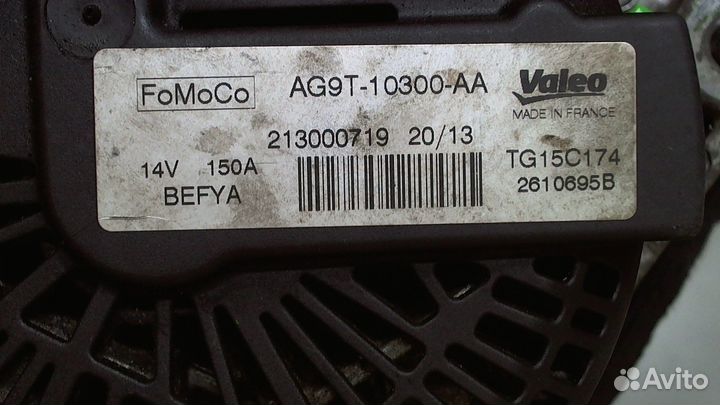 FoMoCo AG9T-10300-AA Valeo
MADE IN FRANCE
213000719 20/13
14V 150A TG15C174
BEFYA 2610695B
Avito